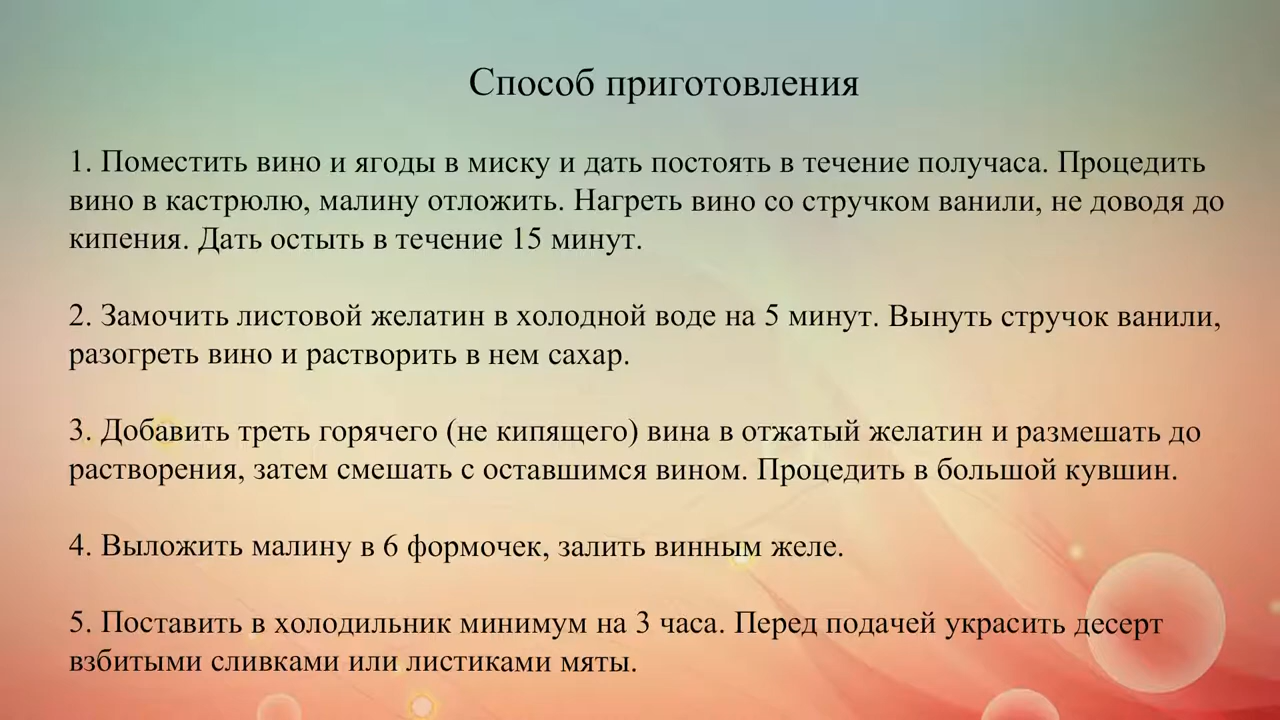 Способ приготовления
1. Поместить вино и ягоды в миску и дать постоять в течение получаса. Процедить
вино в кастрюлю, малину отложить. Нагреть вино со стручком ванили, не доводя до
кипения. Дать остыть в течение 15 минут.
2. Замочить листовой желатин в холодной воде на 5 минут. Вынуть стручок ванили,
разогреть вино и растворить в нем сахар.
3. Добавить треть горячего (не кипящего) вина в отжатый желатин и размешать до
растворения, затем смешать с оставшимся вином. Процедить в большой кувшин.
4. Выложить малину в 6 формочек, залить винным желе.
5. Поставить в холодильник минимум на 3 часа. Перед подачей украсить десерт
взбитыми сливками или листиками мяты.